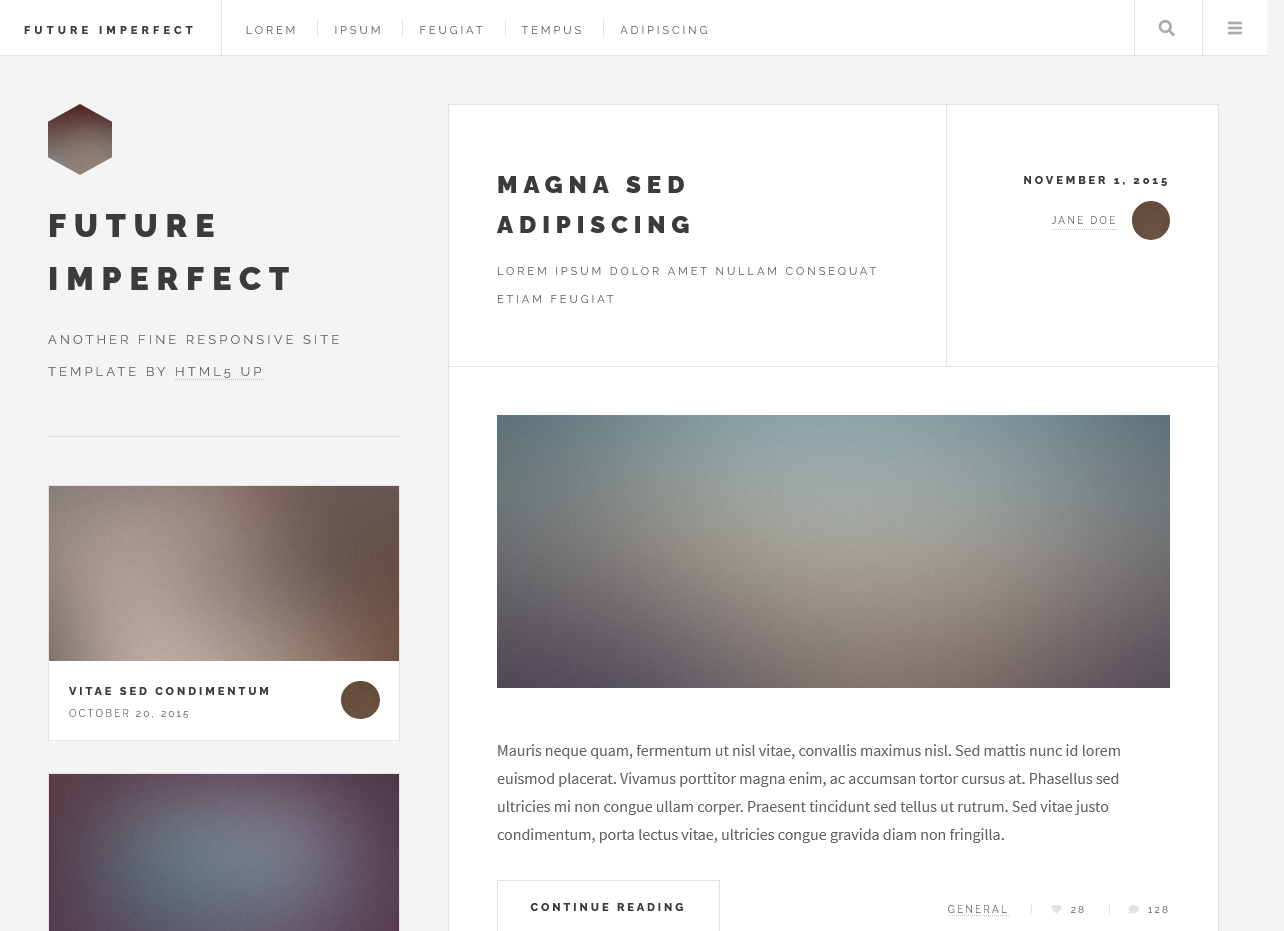 FUTURE IMPERFECT
LOREM
IPSUM
FEUGIAT
TEMPUS
ADIPISCING
FUTURE
IMPERFECT
ANOTHER FINE RESPONSIVE SITE
TEMPLATE BY HTML5 UP
VITAE SED CONDIMENTUM
OCTOBER 20, 2015
MAGNA SED
ADIPISCING
LOREM IPSUM DOLOR AMET NULLAM CONSEQUAT
ETIAM FEUGIAT
NOVEMBER 1, 2015
JANE DOE
Mauris neque quam, fermentum ut nisl vitae, convallis maximus nisl. Sed mattis nunc id lorem
euismod placerat. Vivamus porttitor magna enim, ac accumsan tortor cursus at. Phasellus sed
ultricies mi non congue ullam corper. Praesent tincidunt sed tellus ut rutrum. Sed vitae justo
condimentum, porta lectus vitae, ultricies congue gravida diam non fringilla.
CONTINUE READING
GENERAL
28
128